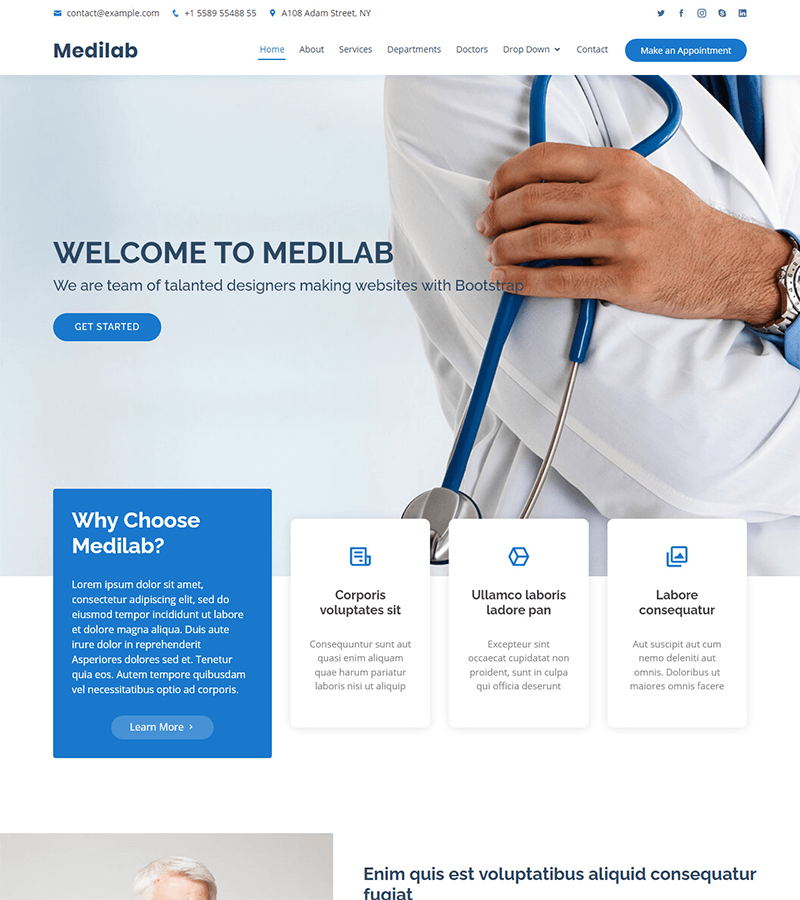 contact@example.com +1 5589 55488 55 A108 Adam Street, NY
Medilab
Home About Services Departments Doctors Drop Down Contact Make an Appointment
WELCOME TO MEDILAB
We are team of talanted designers making websites with Bootstrap
GET STARTED
Why Choose
Medilab?
Lorem ipsum dolor sit amet,
consectetur adipiscing elit, sed do
eiusmod tempor incididunt ut labore
et dolore magna aliqua. Duis aute
irure dolor in reprehenderit
Asperiores dolores sed et. Tenetur
quia eos. Autem tempore quibusdam
vel necessitatibus optio ad corporis.
Learn More
Corporis
voluptates sit
Consequuntur sunt aut
quasi enim aliquam
quae harum pariatur
laboris nisi ut aliquip
Ullamco laboris
ladore pan
Excepteur sint
occaecat cupidatat non
proident, sunt in culpa
qui officia deserunt
Labore
consequatur
Aut suscipit aut cum
nemo deleniti aut
omnis. Doloribus ut
maiores omnis facere
Enim quis est voluptatibus aliquid consequatur
fugiat